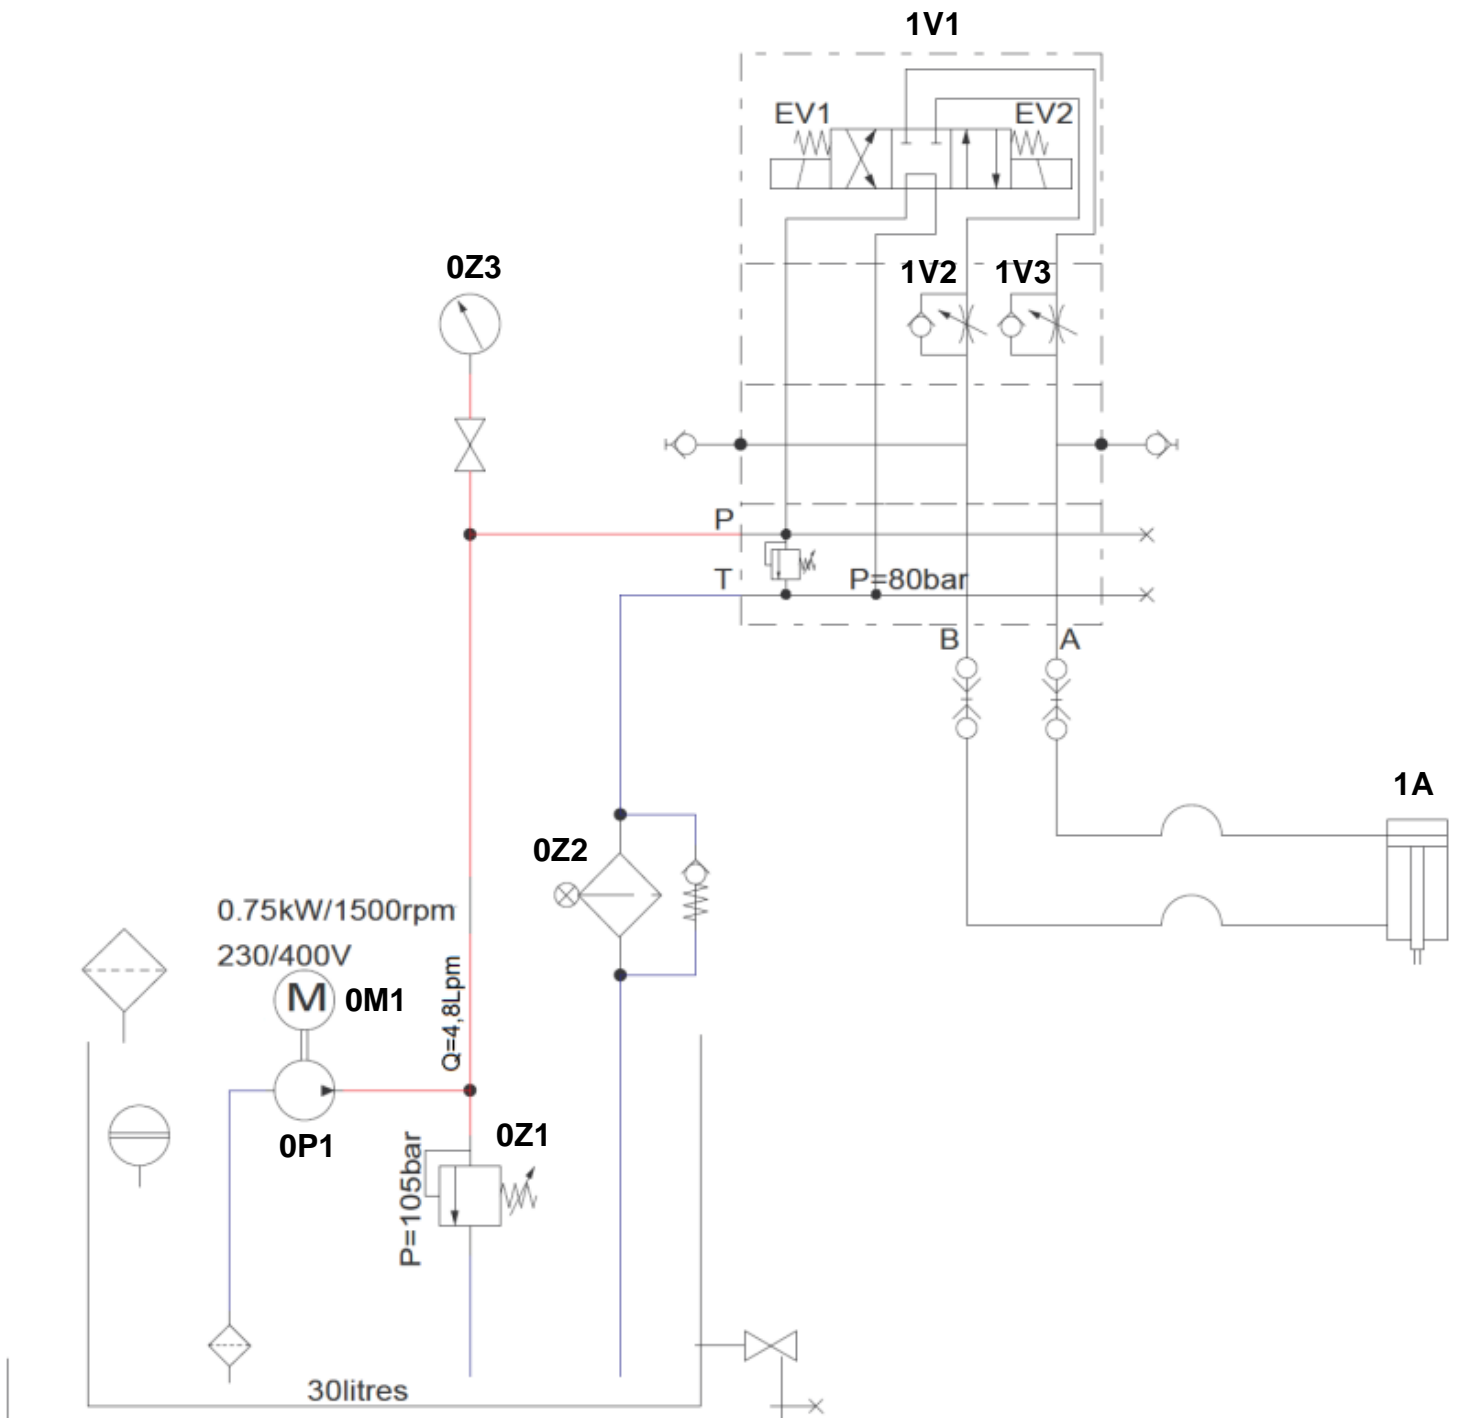 1V1
EV1
EV2
0Z3
1V2
1V3
P
T
P=80bar
B
A
1A
0Z2
0.75kW/1500rpm
230/400V
M
0M1
Q=4,8Lpm
0P1
0Z1
P=105bar
30litres